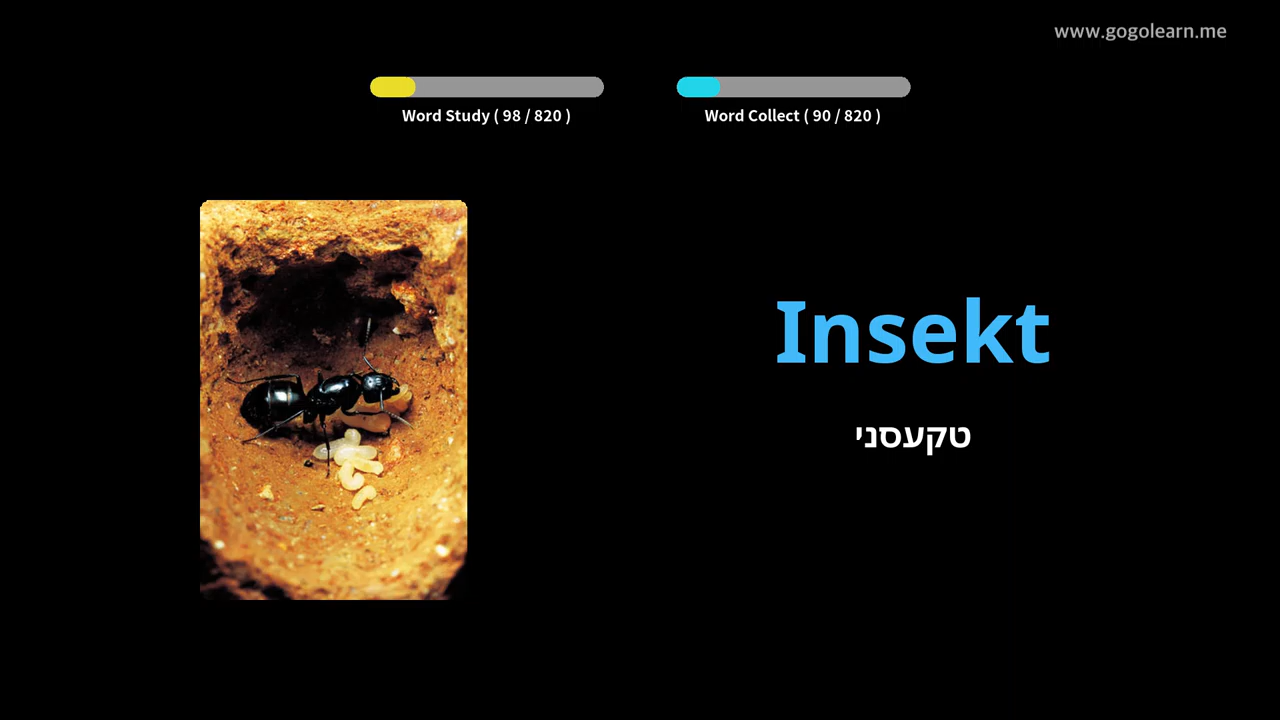 www.gogolearn.me
Word Study ( 98 / 820 )
Word Collect ( 90 / 820 )
Insekt
טקעסני